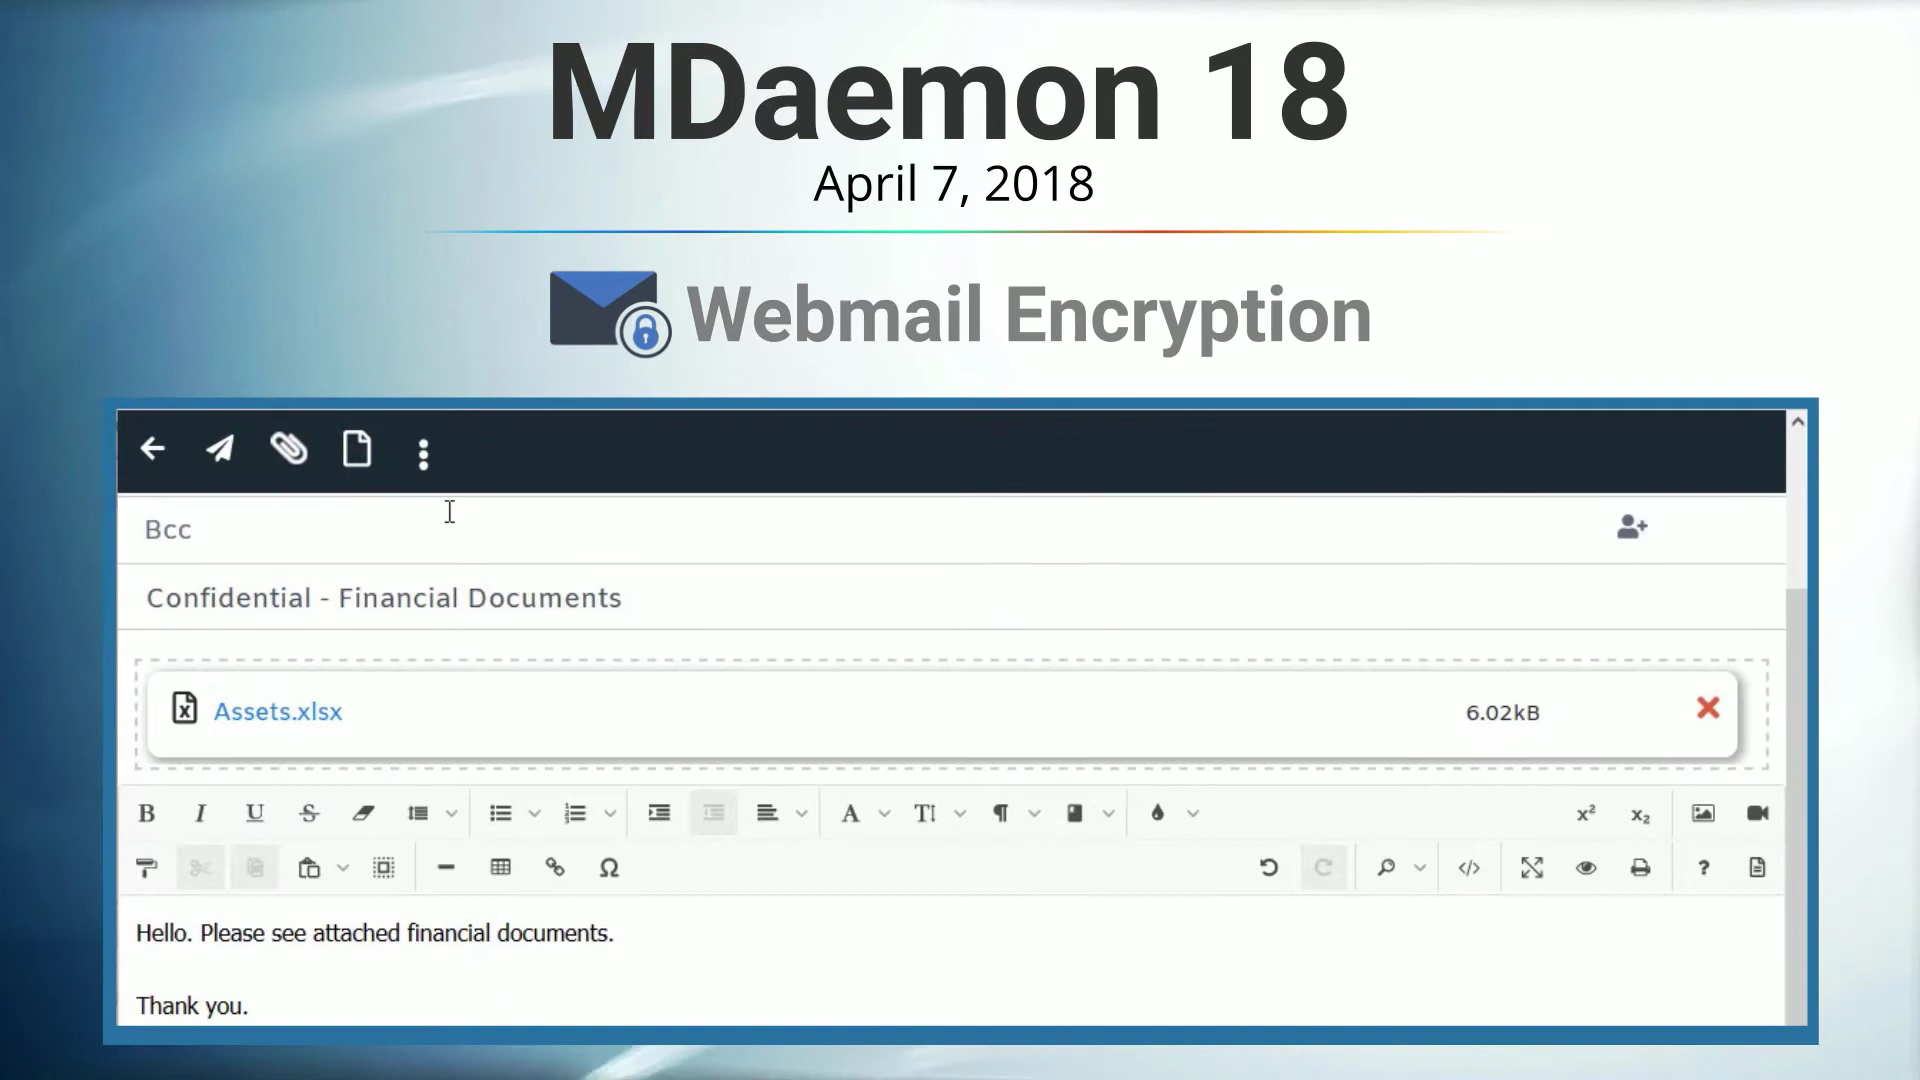 MDaemon 18
April 7, 2018
Webmail Encryption
Bcc
Confidential - Financial Documents
Assets.xlsx 6.02kB
Hello. Please see attached financial documents.
Thank you.